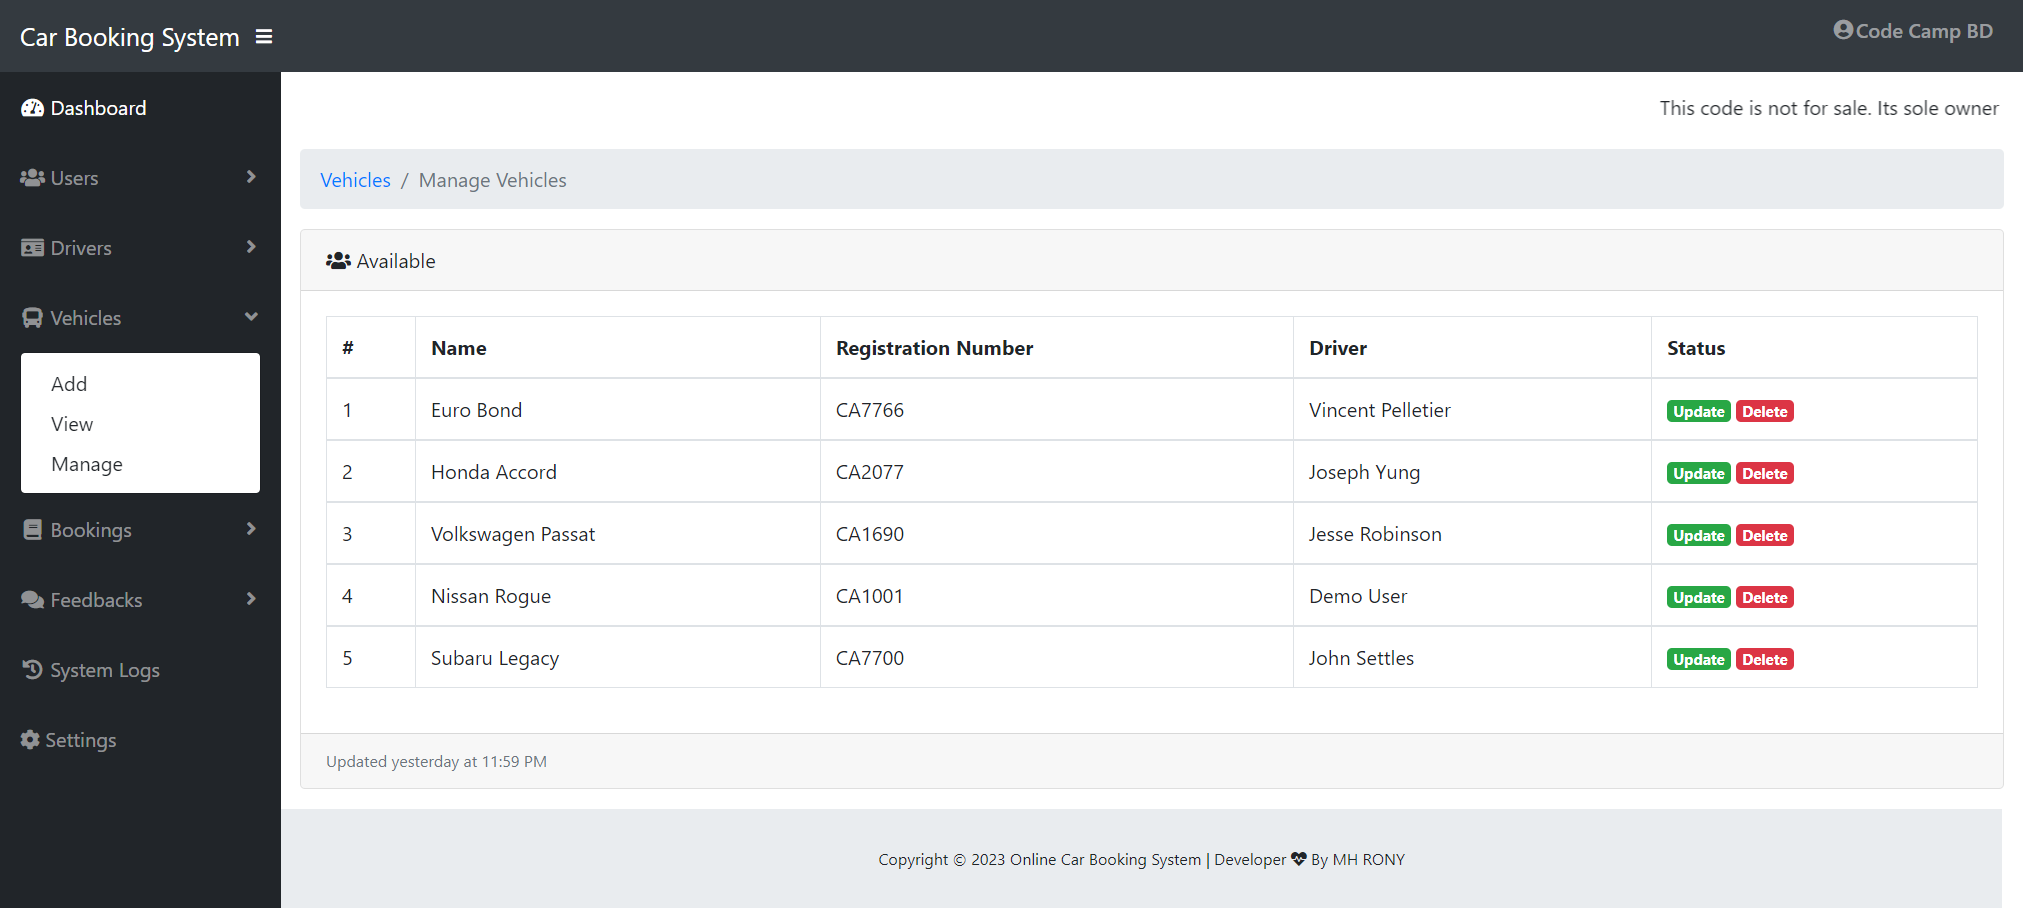 Car Booking System
Code Camp BD
Dashboard
Users
Drivers
Vehicles
Add
View
Manage
Bookings
Feedbacks
System Logs
Settings
This code is not for sale. Its sole owner
Vehicles / Manage Vehicles
Available
# Name Registration Number Driver Status
1 Euro Bond CA7766 Vincent Pelletier Update Delete
2 Honda Accord CA2077 Joseph Yung Update Delete
3 Volkswagen Passat CA1690 Jesse Robinson Update Delete
4 Nissan Rogue CA1001 Demo User Update Delete
5 Subaru Legacy CA7700 John Settles Update Delete
Updated yesterday at 11:59 PM
Copyright © 2023 Online Car Booking System | Developer By MH RONY